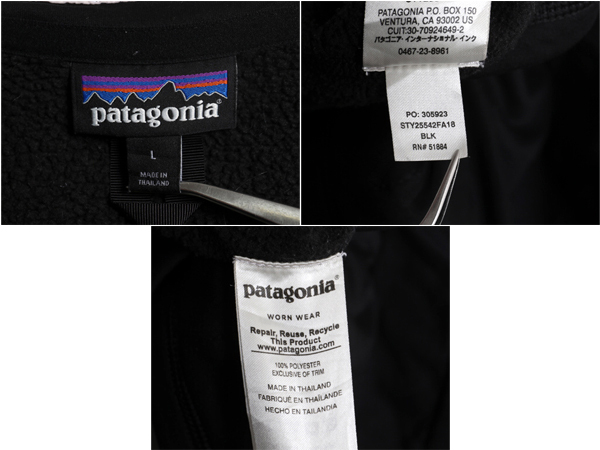 patagonia
L
MADE IN
THAILAND
PATAGONIA P.O. BOX 150
VENTURA, CA 93002 US
CUIT:30-70924649-2
パタゴニア・インターナショナル・インク
0467-23-8961
PO: 305923
STY25542FA18
BLK
RN# 51884
patagonia
WORN WEAR
Repair, Reuse, Recycle
This Product
www.patagonia.com
100% POLYESTER
EXCLUSIVE OF TRIM
MADE IN THAILAND
FABRIQUÉ EN THAÏLANDE
HECHO EN TAILANDIA